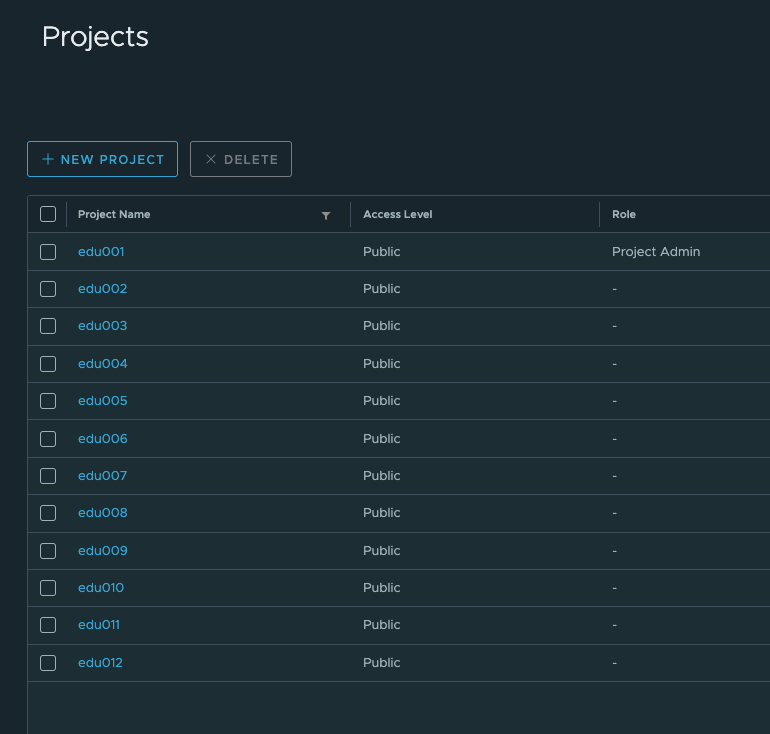 Projects
+ NEW PROJECT × DELETE
Project Name Access Level Role
edu001 Public Project Admin
edu002 Public -
edu003 Public -
edu004 Public -
edu005 Public -
edu006 Public -
edu007 Public -
edu008 Public -
edu009 Public -
edu010 Public -
edu011 Public -
edu012 Public -